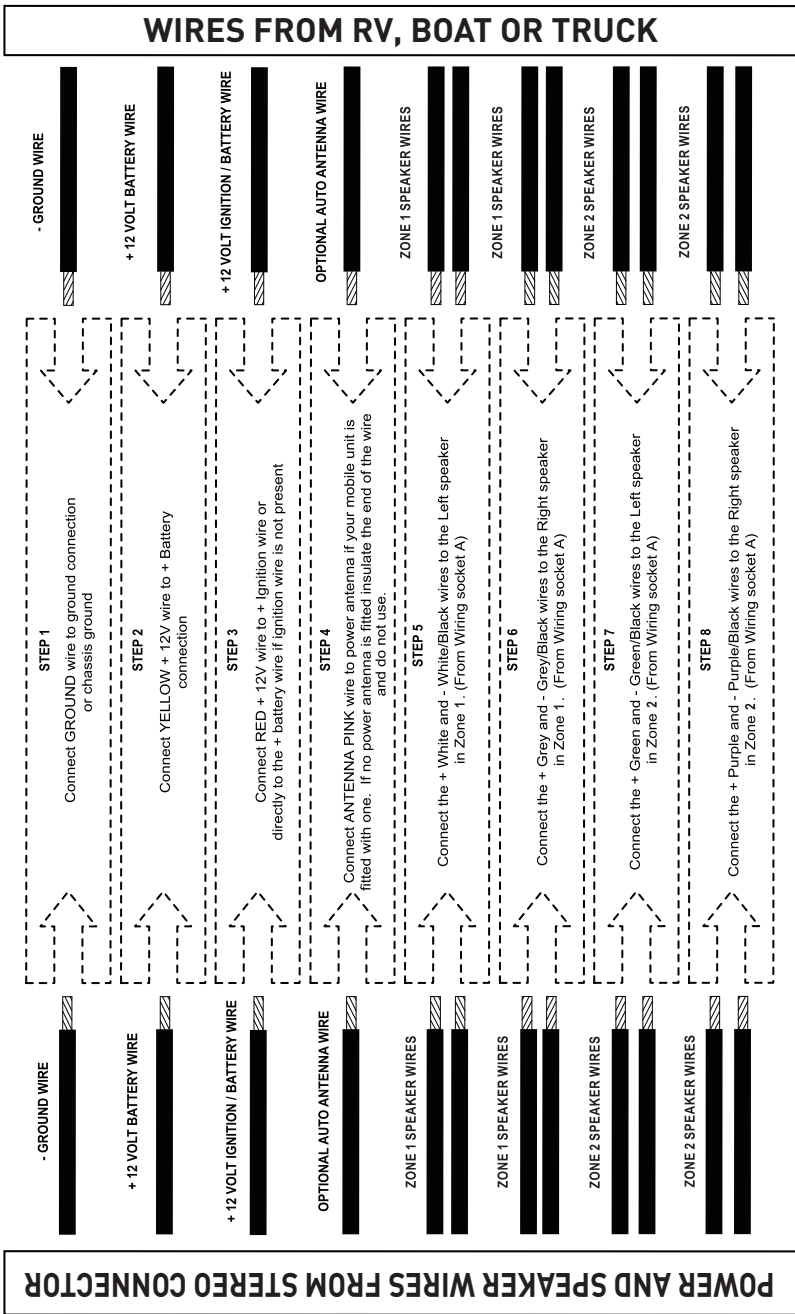 WIRES FROM RV, BOAT OR TRUCK
- GROUND WIRE
+ 12 VOLT BATTERY WIRE
+ 12 VOLT IGNITION / BATTERY WIRE
OPTIONAL AUTO ANTENNA WIRE
ZONE 1 SPEAKER WIRES
ZONE 1 SPEAKER WIRES
ZONE 2 SPEAKER WIRES
ZONE 2 SPEAKER WIRES
STEP 1
Connect GROUND wire to ground connection
or chassis ground
STEP 2
Connect YELLOW + 12V wire to + Battery
connection
STEP 3
Connect RED + 12V wire to + Ignition wire or
directly to the + battery wire if ignition wire is not present
STEP 4
Connect ANTENNA PINK wire to power antenna if your mobile unit is
fitted with one. If no power antenna is fitted insulate the end of the wire
and do not use.
STEP 5
Connect the + White and - White/Black wires to the Left speaker
in Zone 1. (From Wiring socket A)
STEP 6
Connect the + Grey and - Grey/Black wires to the Right speaker
in Zone 1. (From Wiring socket A)
STEP 7
Connect the + Green and - Green/Black wires to the Left speaker
in Zone 2. (From Wiring socket A)
STEP 8
Connect the + Purple and - Purple/Black wires to the Right speaker
in Zone 2. (From Wiring socket A)
- GROUND WIRE
+ 12 VOLT BATTERY WIRE
+ 12 VOLT IGNITION / BATTERY WIRE
OPTIONAL AUTO ANTENNA WIRE
ZONE 1 SPEAKER WIRES
ZONE 1 SPEAKER WIRES
ZONE 2 SPEAKER WIRES
ZONE 2 SPEAKER WIRES
POWER AND SPEAKER WIRES FROM STEREO CONNECTOR